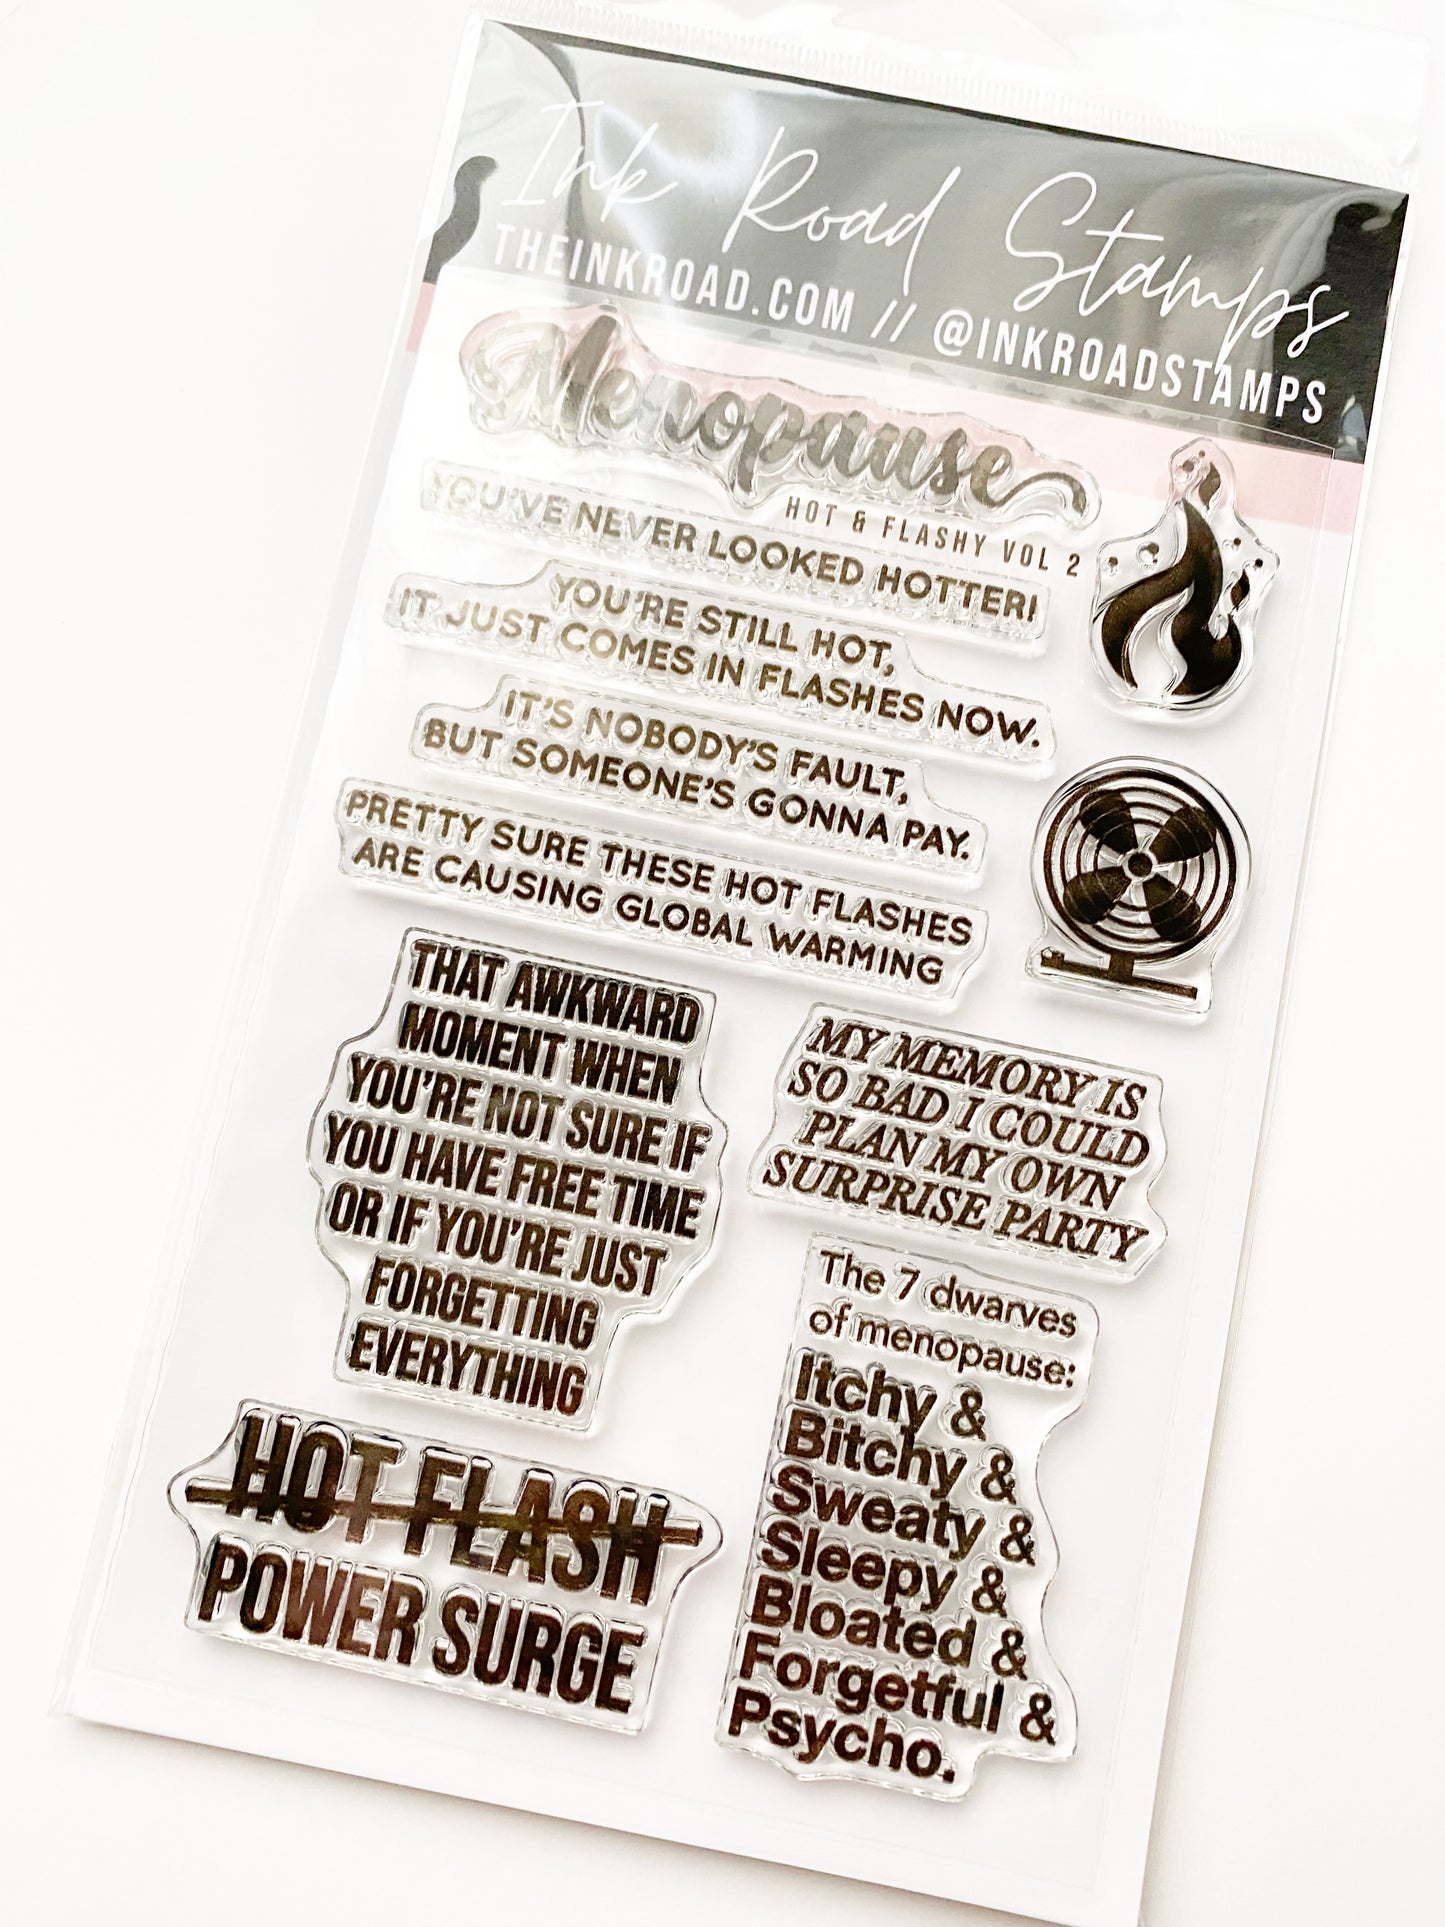 Ink Road Stamps
THEINKROAD.COM // @INKROADSTAMPS
Menopause
HOT & FLASHY VOL 2
YOU'VE NEVER LOOKED HOTTER!
YOU'RE STILL HOT,
IT JUST COMES IN FLASHES NOW.
IT'S NOBODY'S FAULT,
BUT SOMEONE'S GONNA PAY.
PRETTY SURE THESE HOT FLASHES
ARE CAUSING GLOBAL WARMING
THAT AWKWARD
MOMENT WHEN
YOU'RE NOT SURE IF
YOU HAVE FREE TIME
OR IF YOU'RE JUST
FORGETTING
EVERYTHING
MY MEMORY IS
SO BAD I COULD
PLAN MY OWN
SURPRISE PARTY
The 7 dwarves
of menopause:
Itchy &
Bitchy &
Sweaty &
Sleepy &
Bloated &
Forgetful &
Psycho.
HOT FLASH
POWER SURGE